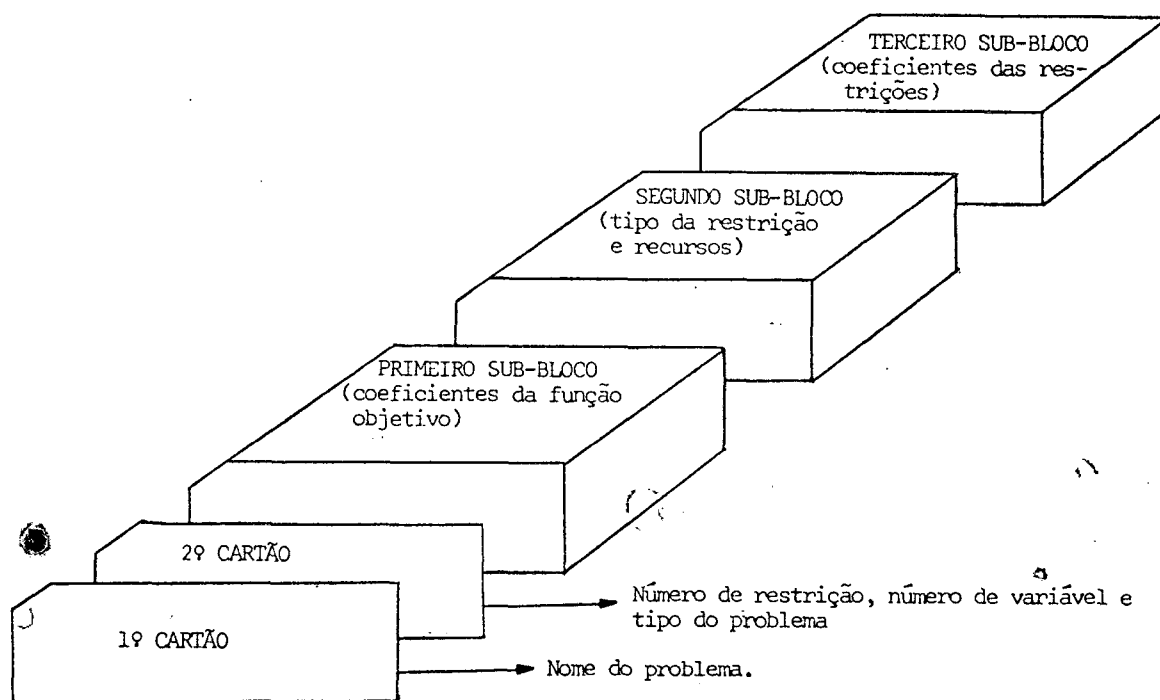 TERCEIRO SUB-BLOCO
(coeficientes das res-
trições)
SEGUNDO SUB-BLOCO
(tipo da restrição
e recursos)
PRIMEIRO SUB-BLOCO
(coeficientes da função
objetivo)
2º CARTÃO
Número de restrição, número de variável e
tipo do problema
1º CARTÃO
Nome do problema.